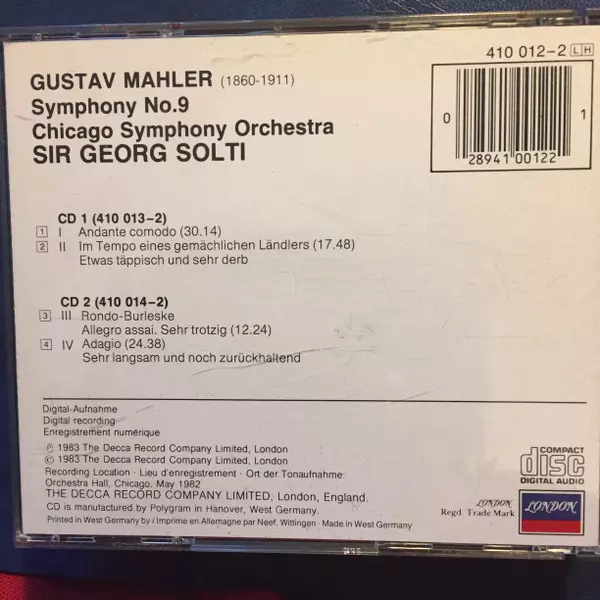 410 012-2 LH
GUSTAV MAHLER (1860-1911)
Symphony No.9
Chicago Symphony Orchestra
SIR GEORG SOLTI
0 28941 00122 1
CD 1 (410 013-2)
1 I Andante comodo (30.14)
2 II Im Tempo eines gemächlichen Ländlers (17.48)
Etwas täppisch und sehr derb
CD 2 (410 014-2)
3 III Rondo-Burleske
Allegro assai. Sehr trotzig (12.24)
4 IV Adagio (24.38)
Sehr langsam und noch zurückhaltend
Digital-Aufnahme
Digital recording
Enregistrement numérique
℗ 1983 The Decca Record Company Limited, London
© 1983 The Decca Record Company Limited, London
Recording Location · Lieu d'enregistrement · Ort der Tonaufnahme:
Orchestra Hall, Chicago. May 1982
THE DECCA RECORD COMPANY LIMITED, London, England.
CD is manufactured by Polygram in Hanover, West Germany.
Printed in West Germany by / Imprime en Allemagne par Neef, Wittingen · Made in West Germany
COMPACT
disc
DIGITAL AUDIO
LONDON
Regd. Trade Mark
LONDON